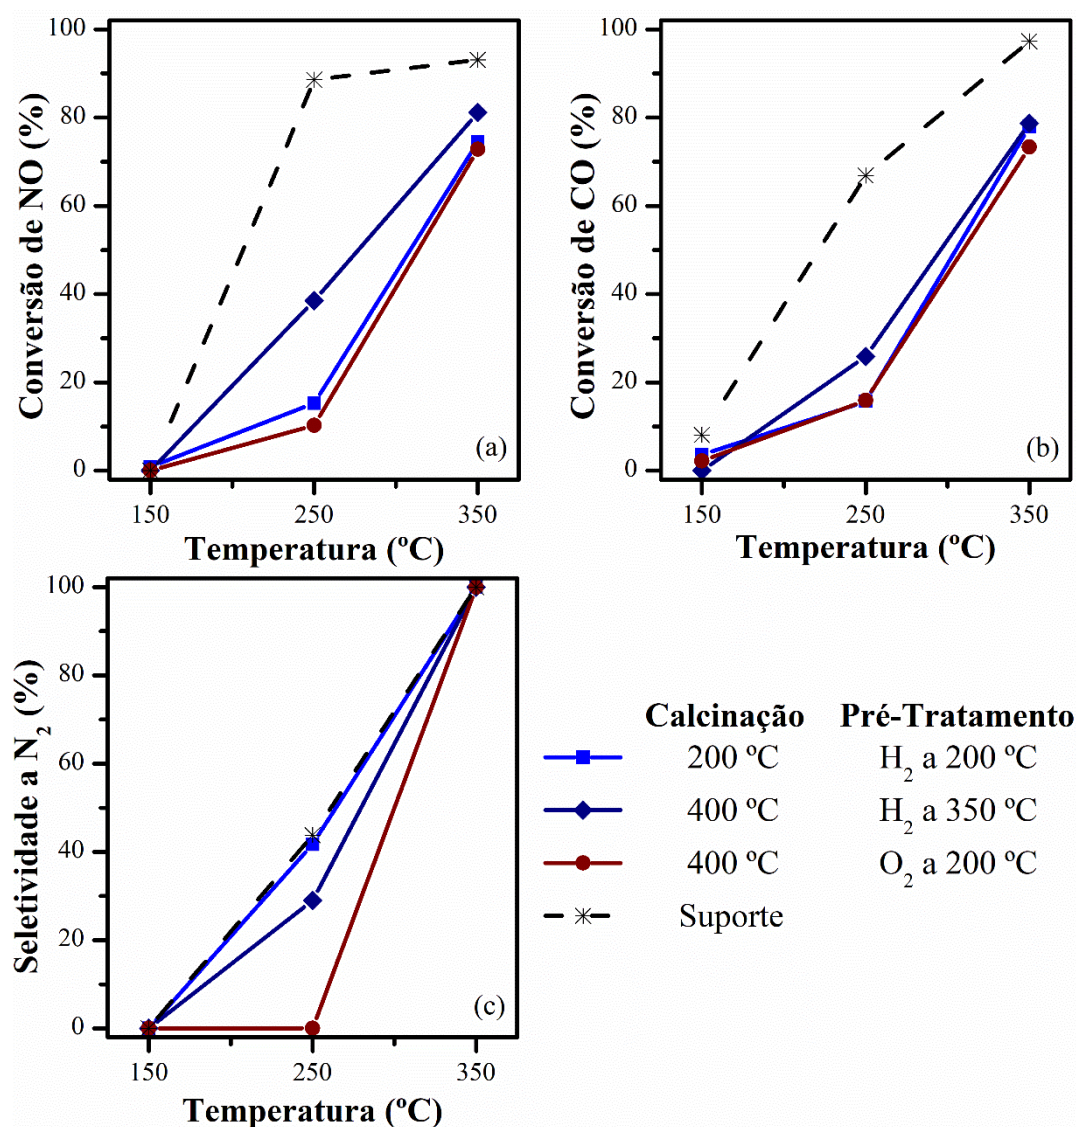 100
80
60
40
20
0
150
250
350
Conversão de NO (%)
Temperatura (ºC)
(a)
100
80
60
40
20
0
150
250
350
Conversão de CO (%)
Temperatura (ºC)
(b)
100
80
60
40
20
0
150
250
350
Seletividade a N₂ (%)
Temperatura (ºC)
(c)
Calcinação Pré-Tratamento
200 ºC H₂ a 200 ºC
400 ºC H₂ a 350 ºC
400 ºC O₂ a 200 ºC
Suporte